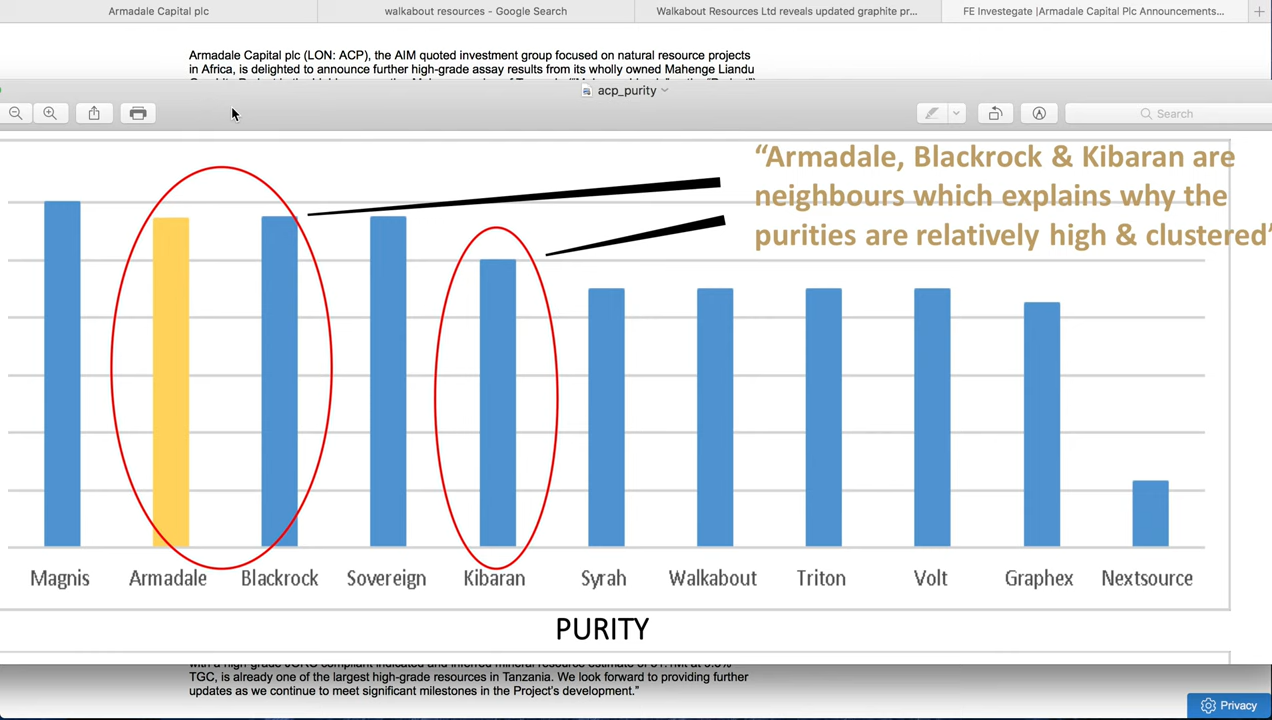 Armadale Capital plc
walkabout resources - Google Search
Walkabout Resources Ltd reveals updated graphite pr...
FE Investegate |Armadale Capital Plc Announcements...
Armadale Capital plc (LON: ACP), the AIM quoted investment group focused on natural resource projects
in Africa, is delighted to announce further high-grade assay results from its wholly owned Mahenge Liandu
acp_purity
Search
“Armadale, Blackrock & Kibaran are
neighbours which explains why the
purities are relatively high & clustered”
Magnis Armadale Blackrock Sovereign Kibaran Syrah Walkabout Triton Volt Graphex Nextsource
PURITY
TGC, is already one of the largest high-grade resources in Tanzania. We look forward to providing further
updates as we continue to meet significant milestones in the Project's development.”
Privacy